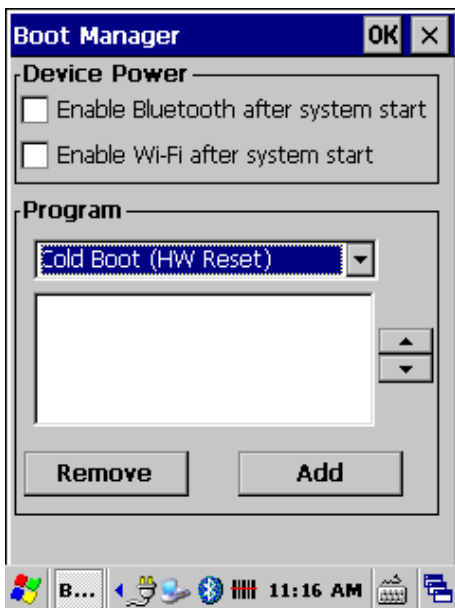 Boot Manager OK
Device Power
Enable Bluetooth after system start
Enable Wi-Fi after system start
Program
Cold Boot (HW Reset)
Remove Add
B... 11:16 AM